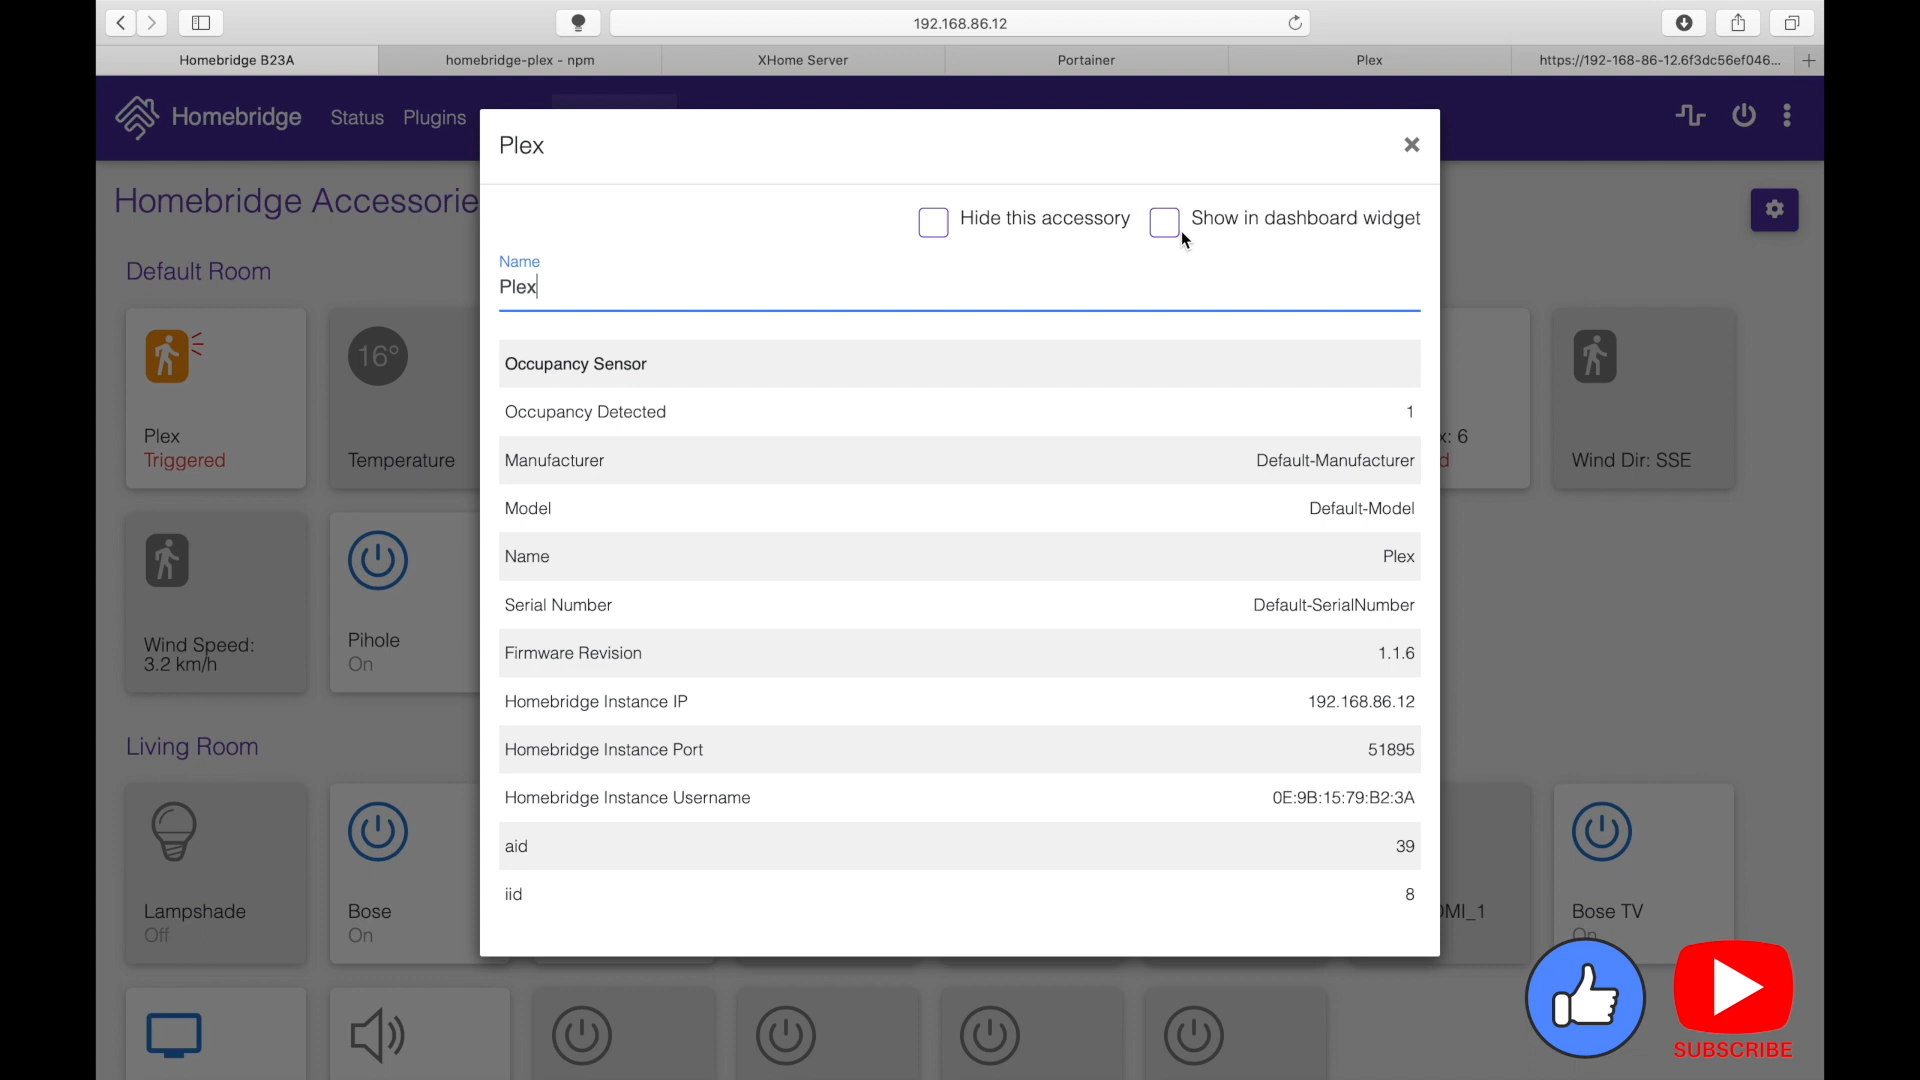 192.168.86.12
Homebridge B23A
homebridge-plex - npm
XHome Server
Portainer
Plex
https://192-168-86-12.6f3dc56ef046...
Homebridge
Status
Plugins
Homebridge Accessorie
Default Room
Plex
Triggered
16°
Temperature
x: 6
d
Wind Dir: SSE
Wind Speed:
3.2 km/h
Pihole
On
Living Room
Lampshade
Off
Bose
On
DMI_1
Bose TV
On
Plex
Hide this accessory
Show in dashboard widget
Name
Plex
Occupancy Sensor
Occupancy Detected 1
Manufacturer Default-Manufacturer
Model Default-Model
Name Plex
Serial Number Default-SerialNumber
Firmware Revision 1.1.6
Homebridge Instance IP 192.168.86.12
Homebridge Instance Port 51895
Homebridge Instance Username 0E:9B:15:79:B2:3A
aid 39
iid 8
SUBSCRIBE